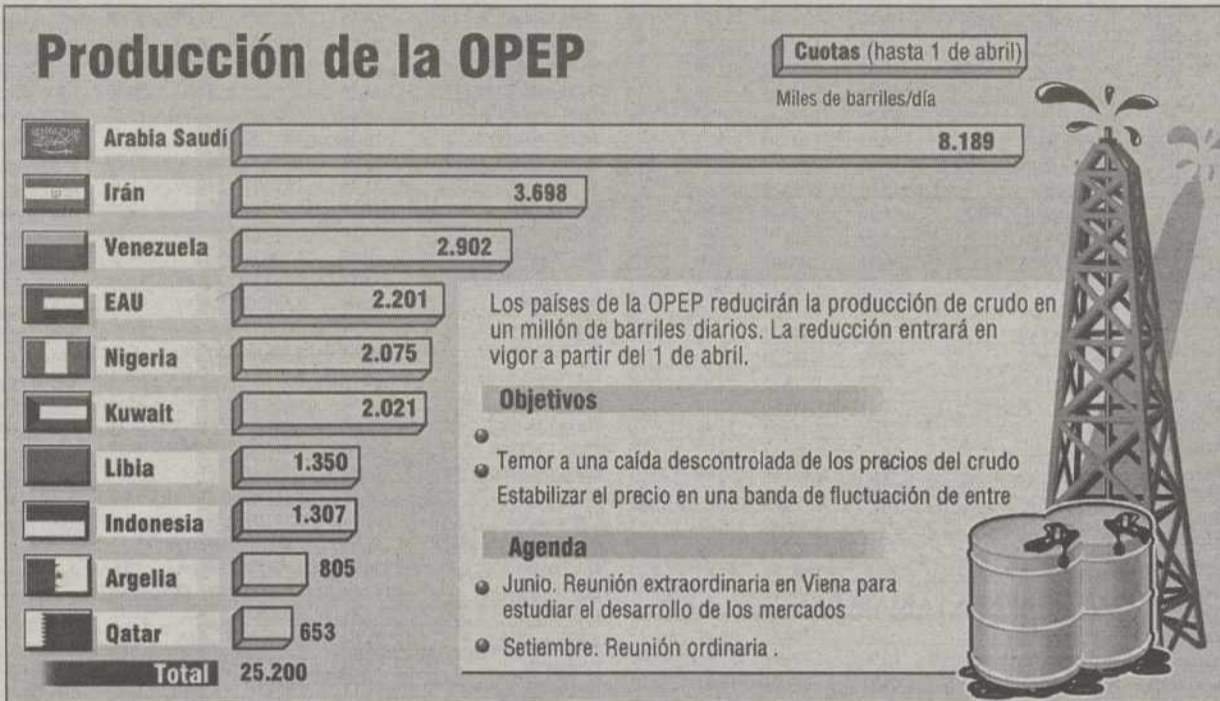 Producción de la OPEP
Cuotas (hasta 1 de abril)
Miles de barriles/día
Arabia Saudí 8.189
Irán 3.698
Venezuela 2.902
EAU 2.201
Nigeria 2.075
Kuwait 2.021
Libia 1.350
Indonesia 1.307
Argelia 805
Qatar 653
Total 25.200
Los países de la OPEP reducirán la producción de crudo en
un millón de barriles diarios. La reducción entrará en
vigor a partir del 1 de abril.
Objetivos
Temor a una caída descontrolada de los precios del crudo
Estabilizar el precio en una banda de fluctuación de entre
Agenda
Junio. Reunión extraordinaria en Viena para
estudiar el desarrollo de los mercados
Setiembre. Reunión ordinaria .